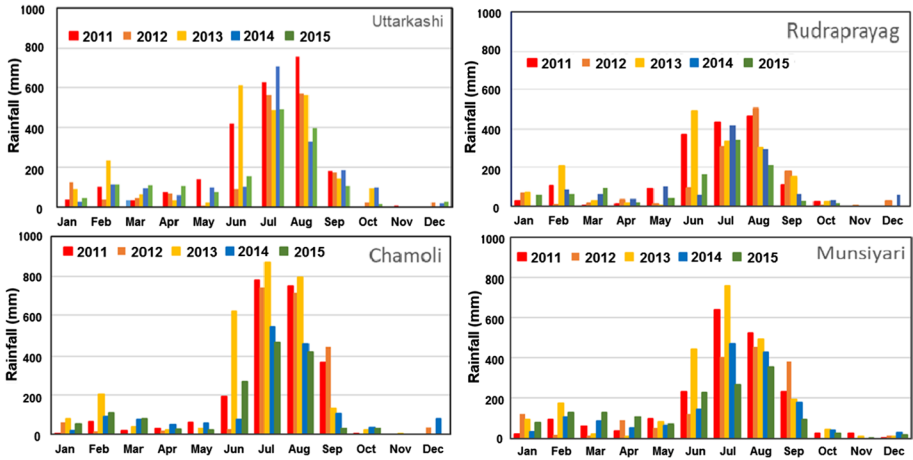 1000
Uttarkashi
800
2011 2012 2013 2014 2015
600
400
200
0
Rainfall (mm)
Jan Feb Mar Apr May Jun Jul Aug Sep Oct Nov Dec
1000
Rudraprayag
800
2011 2012 2013 2014 2015
600
400
200
0
Rainfall (mm)
Jan Feb Mar Apr May Jun Jul Aug Sep Oct Nov Dec
1000
2011 2012 2013 2014 2015
Chamoli
800
600
400
200
0
Rainfall (mm)
Jan Feb Mar Apr May Jun Jul Aug Sep Oct Nov Dec
1000
2011 2012 2013 2014 2015
Munsiyari
800
600
400
200
0
Rainfall (mm)
Jan Feb Mar Apr May Jun Jul Aug Sep Oct Nov Dec